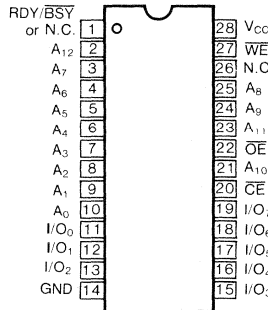 RDY/BSY
or N.C. 1 28 VCC
A12 2 27 WE
A7 3 26 N.C
A6 4 25 A8
A5 5 24 A9
A4 6 23 A11
A3 7 22 OE
A2 8 21 A10
A1 9 20 CE
A0 10 19 I/O7
I/O0 11 18 I/O6
I/O1 12 17 I/O5
I/O2 13 16 I/O4
GND 14 15 I/O3